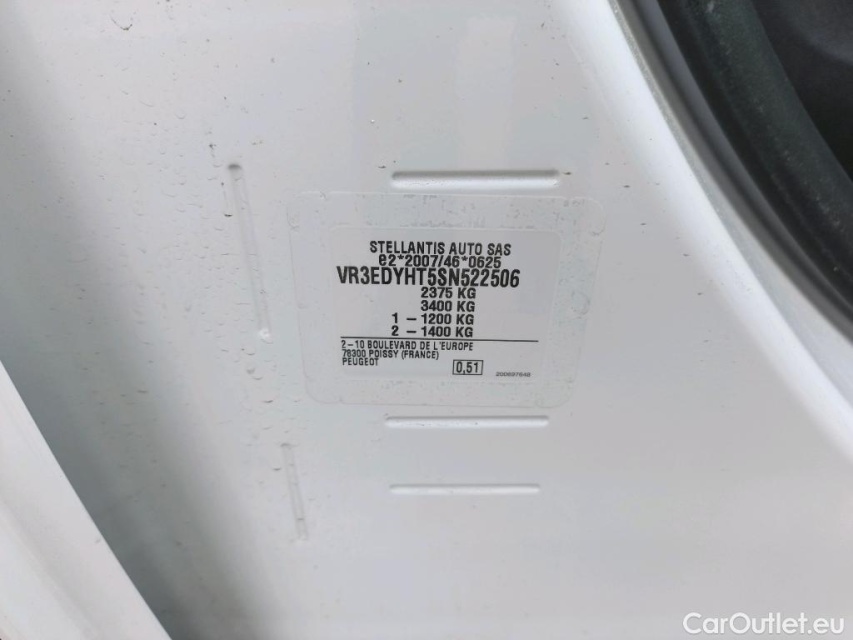 STELLANTIS AUTO SAS
e2*2007/46*0625
VR3EDYHT5SN522506
2375 KG
3400 KG
1 - 1200 KG
2 - 1400 KG
2-10 BOULEVARD DE L'EUROPE
78300 POISSY (FRANCE)
PEUGEOT
0,51
200697648
CarOutlet.eu